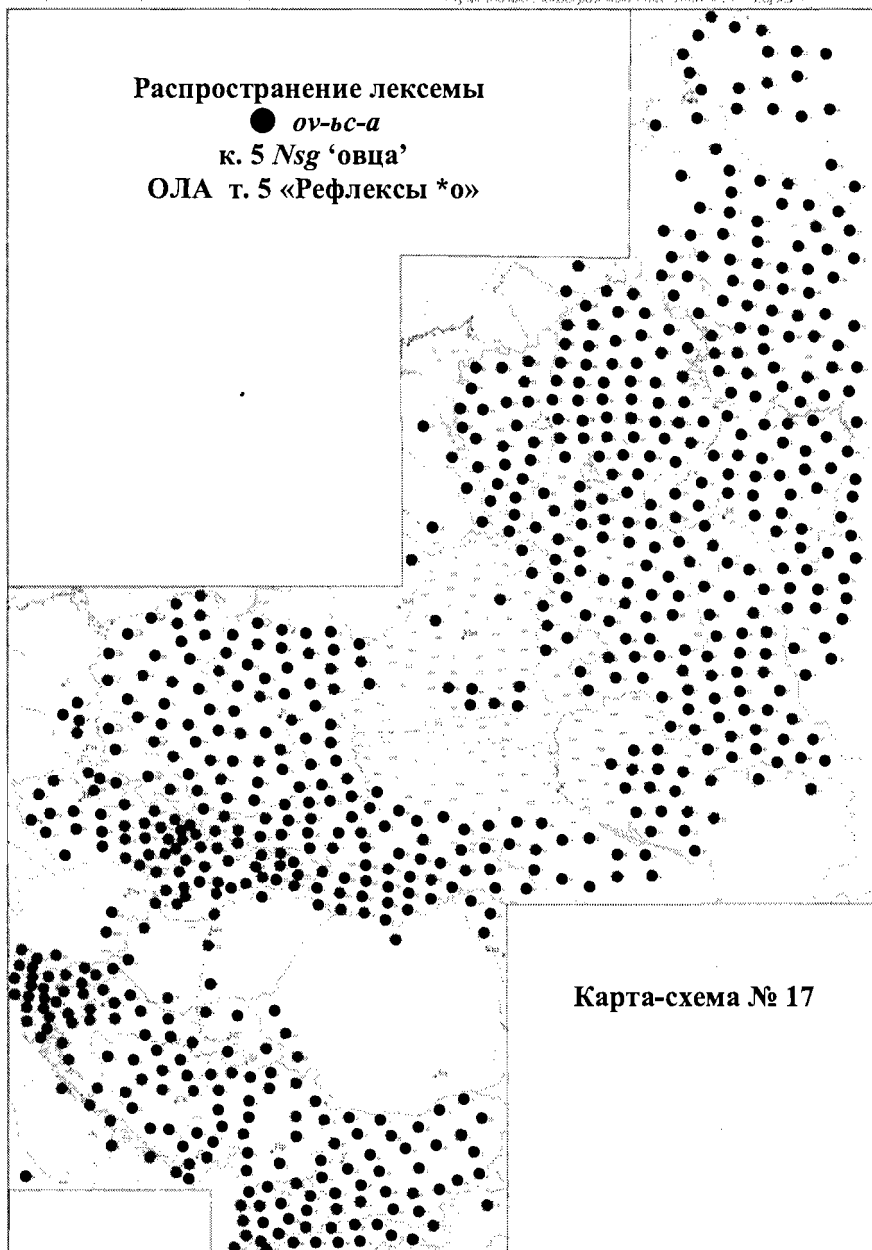 Распространение лексемы
● ov-ьc-a
к. 5 Nsg ‘овца’
ОЛА т. 5 «Рефлексы *о»
Карта-схема № 17